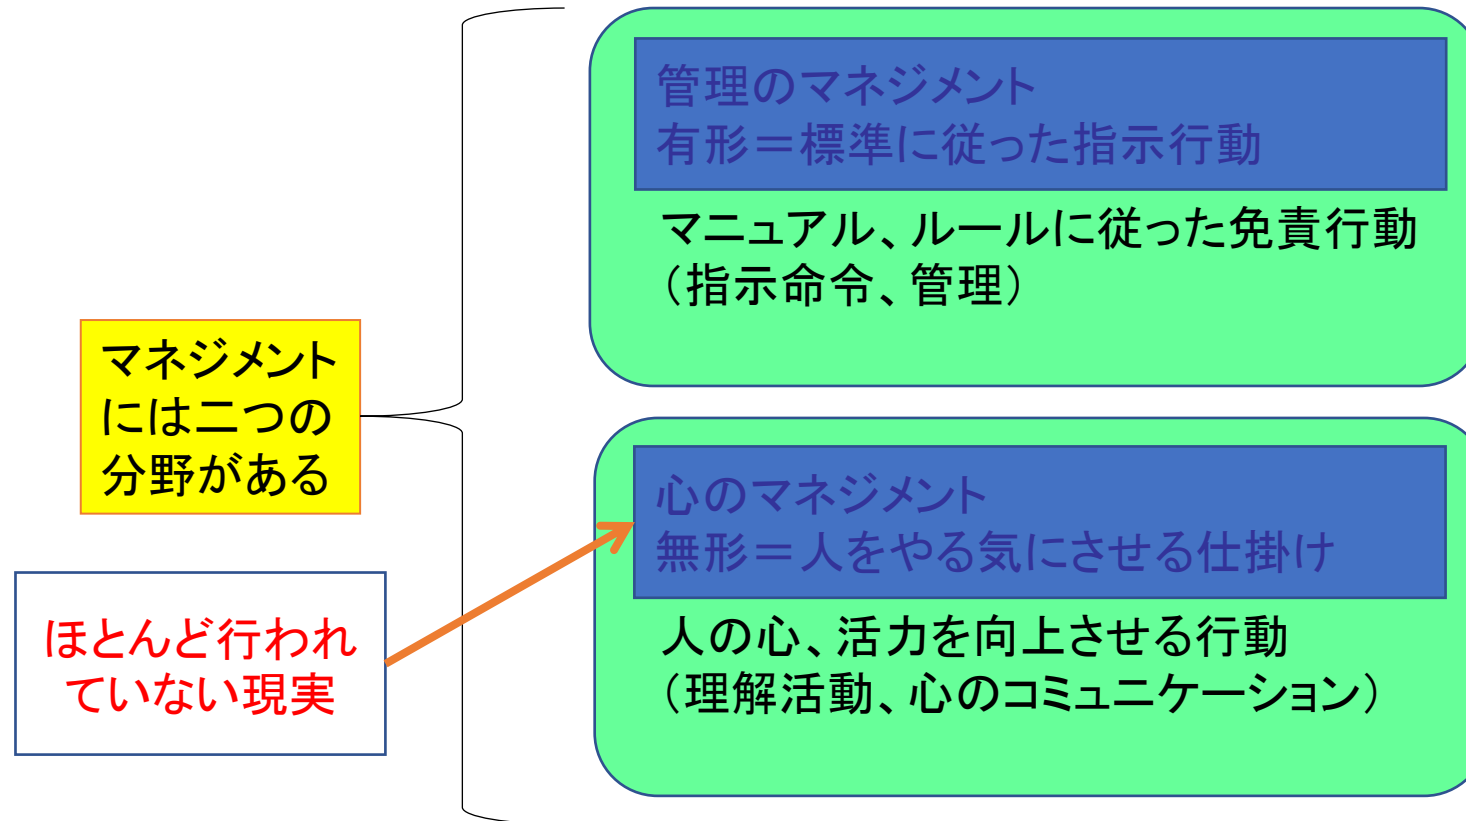 管理のマネジメント
有形＝標準に従った指示行動
マニュアル、ルールに従った免責行動
（指示命令、管理）
マネジメント
には二つの
分野がある
心のマネジメント
無形＝人をやる気にさせる仕掛け
人の心、活力を向上させる行動
（理解活動、心のコミュニケーション）
ほとんど行われ
ていない現実